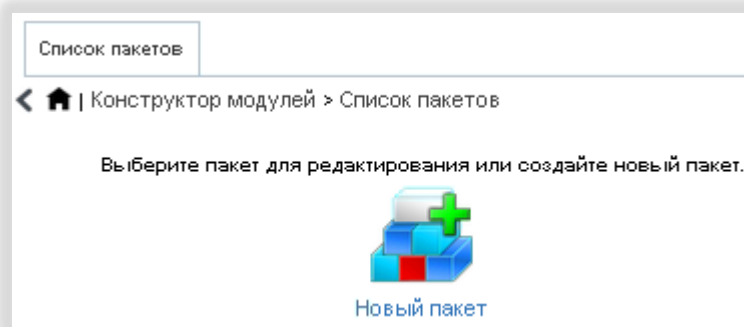 Список пакетов
| Конструктор модулей > Список пакетов
Выберите пакет для редактирования или создайте новый пакет.
Новый пакет